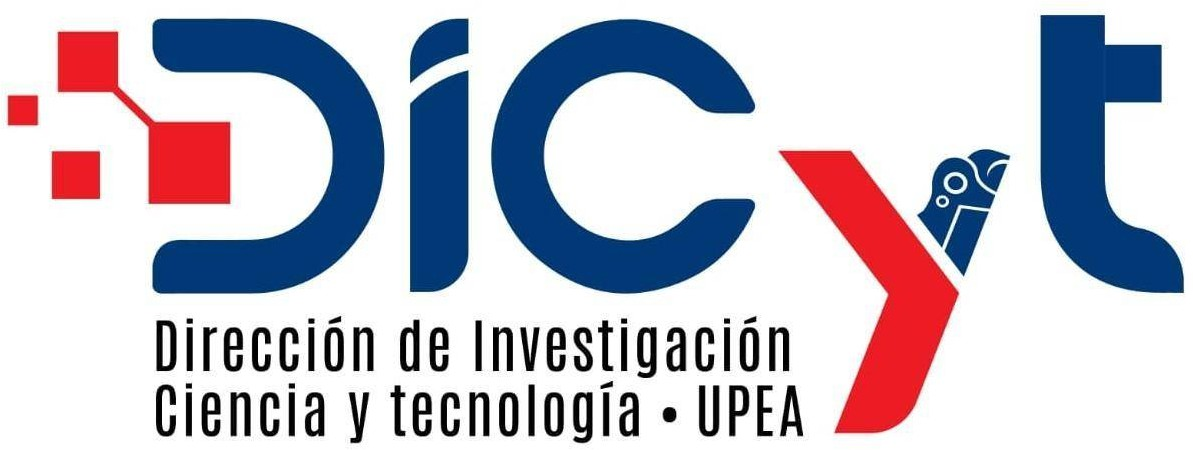 Dicyt
Dirección de Investigación
Ciencia y tecnología • UPEA